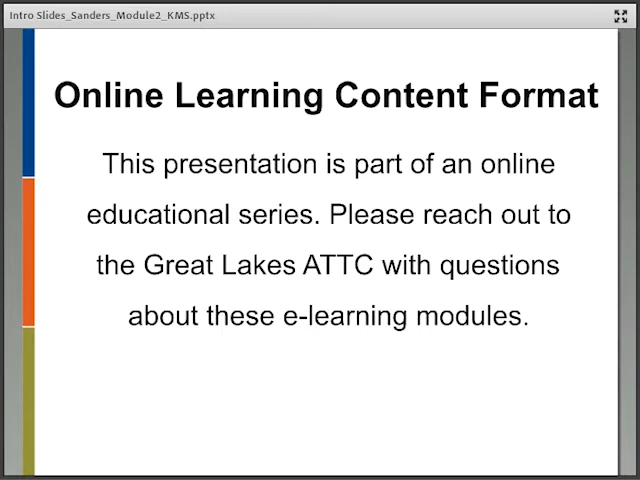 Intro Slides_Sanders_Module2_KMS.pptx
Online Learning Content Format
This presentation is part of an online
educational series. Please reach out to
the Great Lakes ATTC with questions
about these e-learning modules.